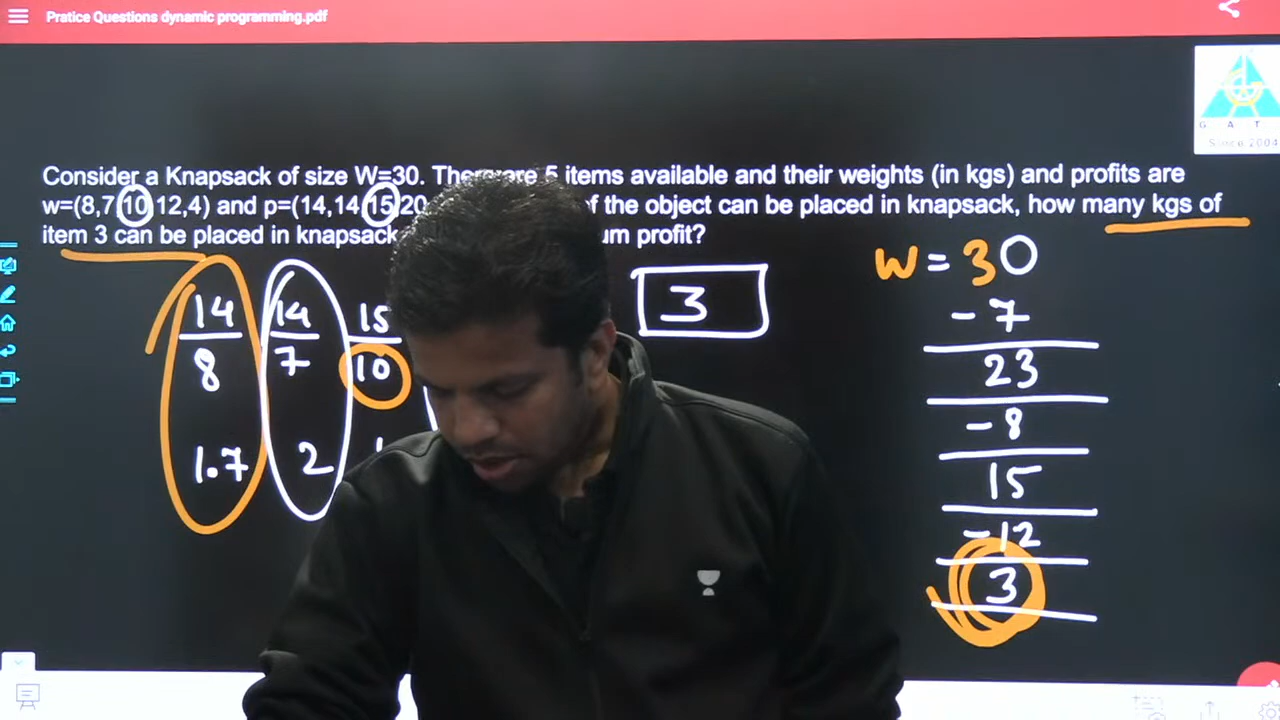 Pratice Questions dynamic programming.pdf
G A T
Since 2004
Consider a Knapsack of size W=30. There are 5 items available and their weights (in kgs) and profits are
w=(8,7,10,12,4) and p=(14,14,15,20 of the object can be placed in knapsack, how many kgs of
item 3 can be placed in knapsack um profit?
w = 30
14 14 15
8 7 10
1.7 2
3
- 7
23
- 8
15
- 12
3